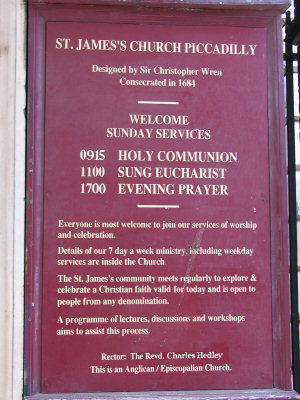 ST. JAMES'S CHURCH PICCADILLY
Designed by Sir Christopher Wren
Consecrated in 1684
WELCOME
SUNDAY SERVICES
0915 HOLY COMMUNION
1100 SUNG EUCHARIST
1700 EVENING PRAYER
Everyone is most welcome to join our services of worship
and celebration.
Details of our 7 day a week ministry, including weekday
services are inside the Church
The St. James's community meets regularly to explore &
celebrate a Christian faith valid for today and is open to
people from any denomination.
A programme of lectures, discussions and workshops
aims to assist this process.
Rector: The Revd. Charles Hedley
This is an Anglican / Episcopalian Church.